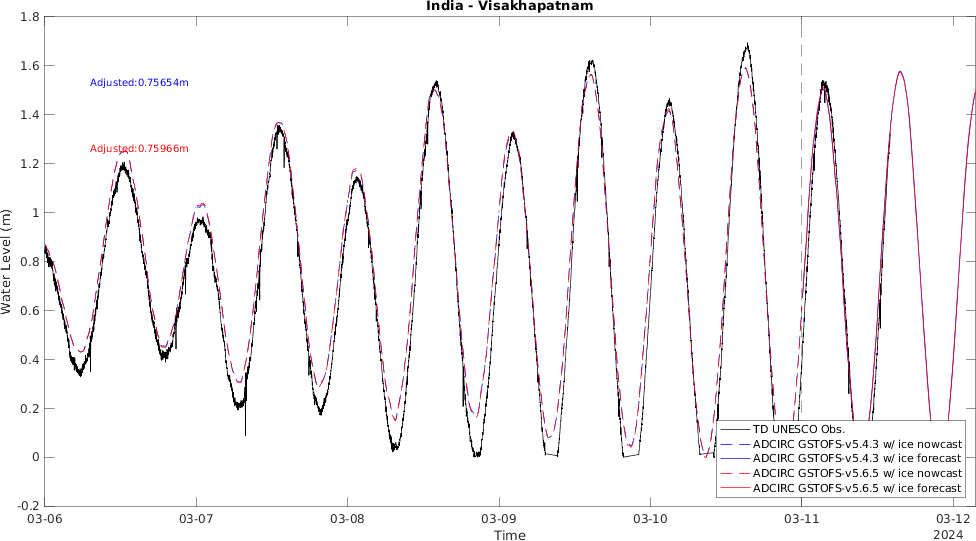 India - Visakhapatnam
1.8
1.6
1.4
1.2
1
0.8
0.6
0.4
0.2
0
-0.2
Water Level (m)
Adjusted:0.75654m
Adjusted:0.75966m
TD UNESCO Obs.
ADCIRC GSTOFS-v5.4.3 w/ ice nowcast
ADCIRC GSTOFS-v5.4.3 w/ ice forecast
ADCIRC GSTOFS-v5.6.5 w/ ice nowcast
ADCIRC GSTOFS-v5.6.5 w/ ice forecast
03-06 03-07 03-08 03-09 03-10 03-11 03-12
Time 2024